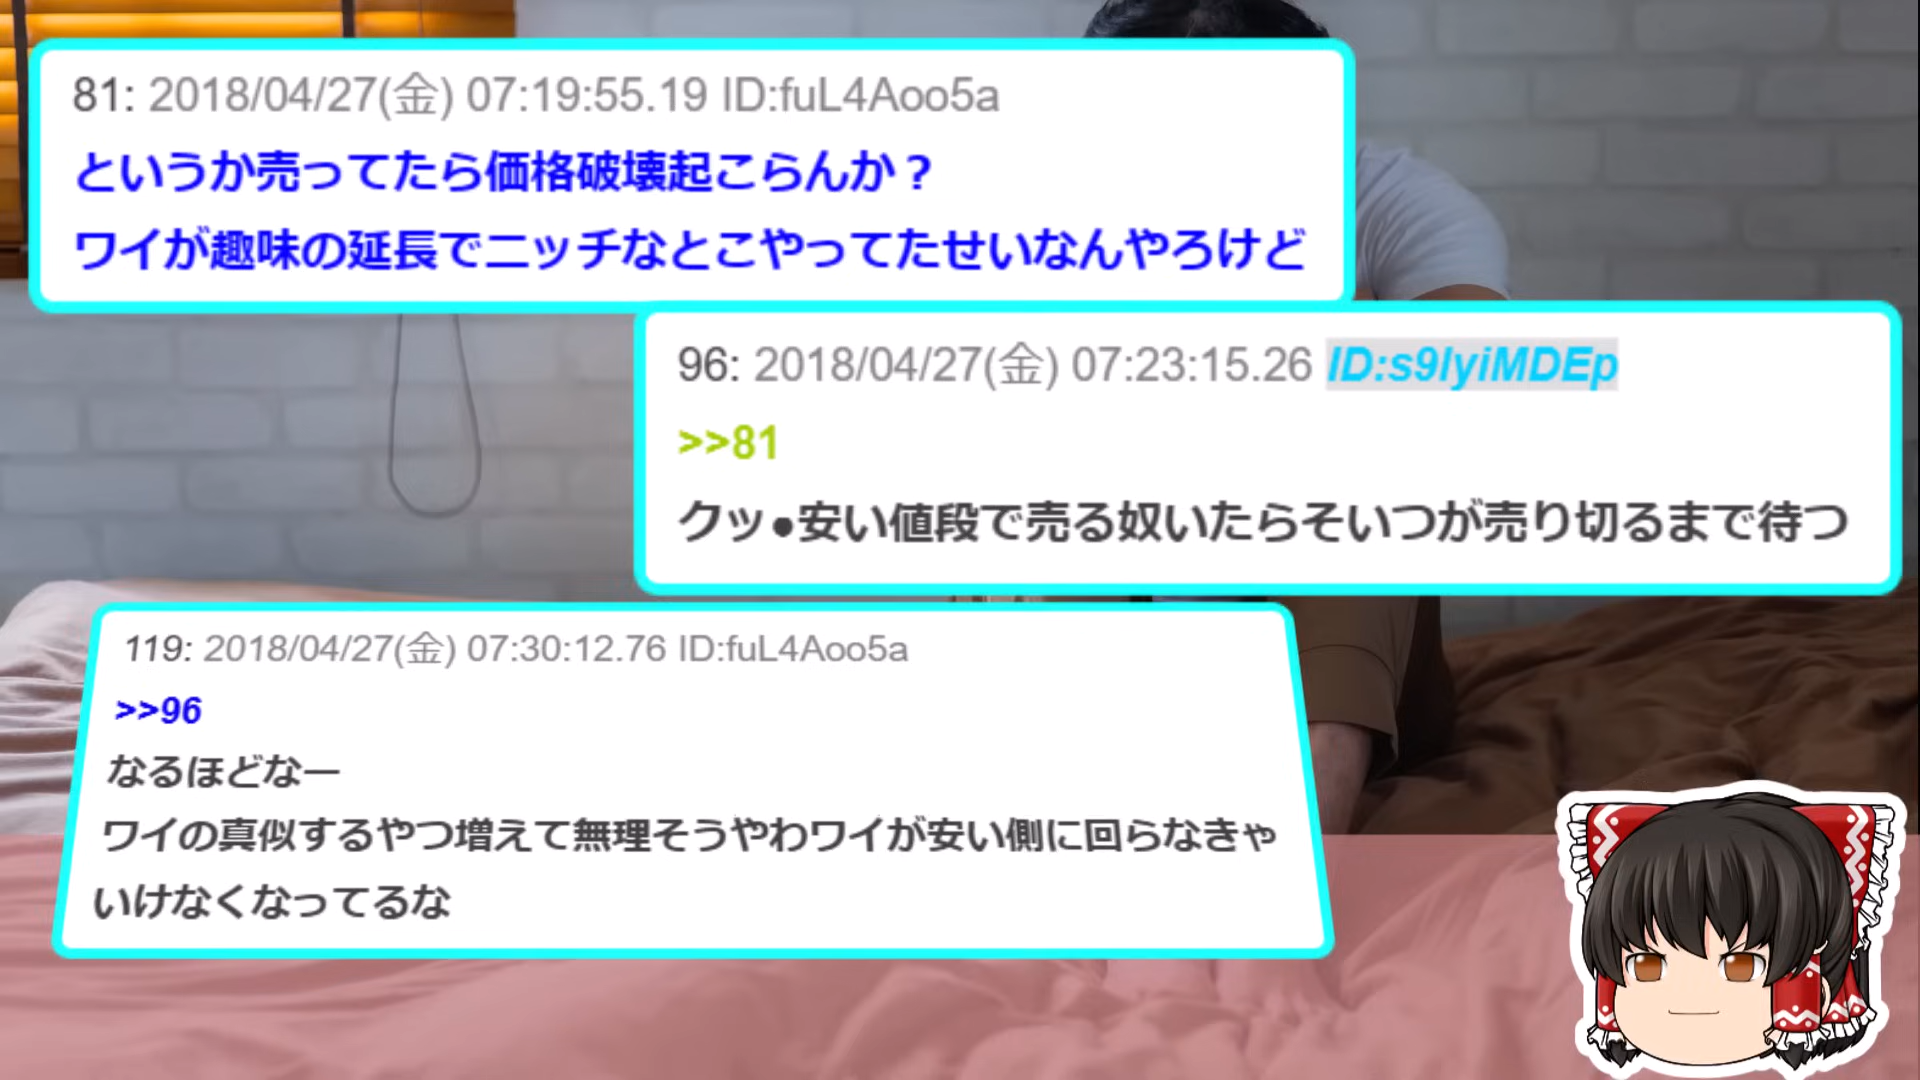 81: 2018/04/27(金) 07:19:55.19 ID:fuL4Aoo5a
というか売ってたら価格破壊起こらんか？
ワイが趣味の延長でニッチなとこやってたせいなんやろけど
96: 2018/04/27(金) 07:23:15.26 ID:s9lyiMDEp
>>81
クッ●安い値段で売る奴いたらそいつが売り切るまで待つ
119: 2018/04/27(金) 07:30:12.76 ID:fuL4Aoo5a
>>96
なるほどなー
ワイの真似するやつ増えて無理そうやわワイが安い側に回らなきゃ
いけなくなってるな